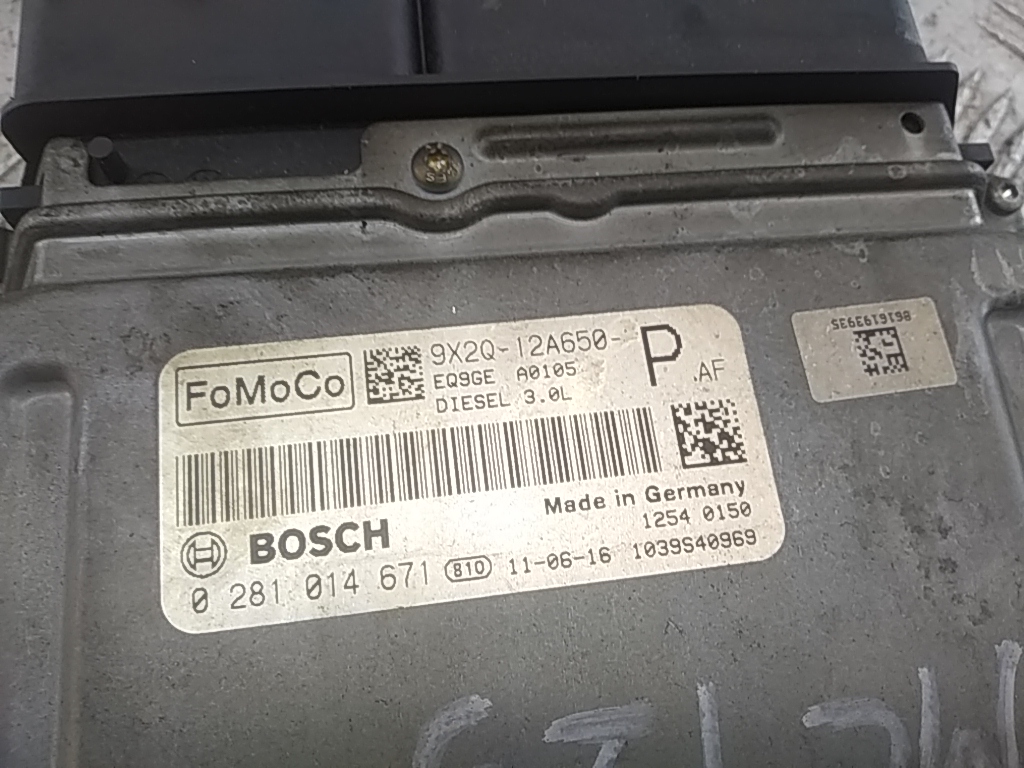 FoMoCo
9X2Q-12A650-
P
.AF
EQ9GE A0105
DIESEL 3.0L
8616193935
Made in Germany
1254 0150
BOSCH
0 281 014 671 810 11-06-16 1039S40969